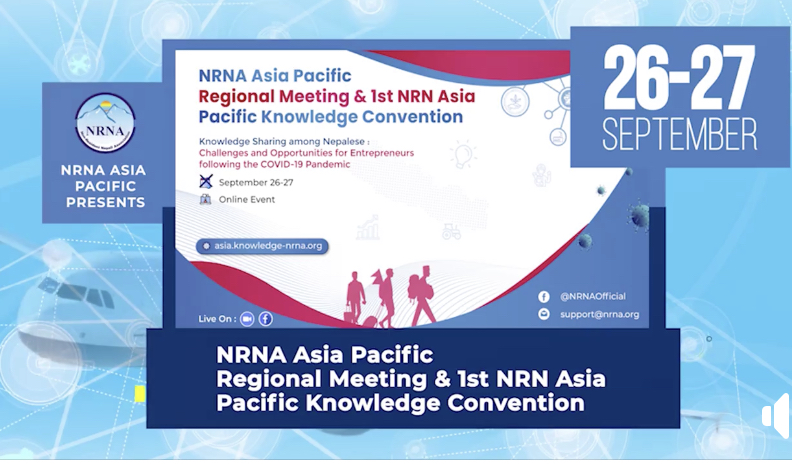 NRNA
NRNA ASIA
PACIFIC
PRESENTS
26-27
SEPTEMBER
NRNA Asia Pacific
Regional Meeting & 1st NRN Asia
Pacific Knowledge Convention
Knowledge Sharing among Nepalese :
Challenges and Opportunities for Entrepreneurs
following the COVID-19 Pandemic
September 26-27
Online Event
asia.knowledge-nrna.org
@NRNAOfficial
support@nrna.org
Live On :
NRNA Asia Pacific
Regional Meeting & 1st NRN Asia
Pacific Knowledge Convention